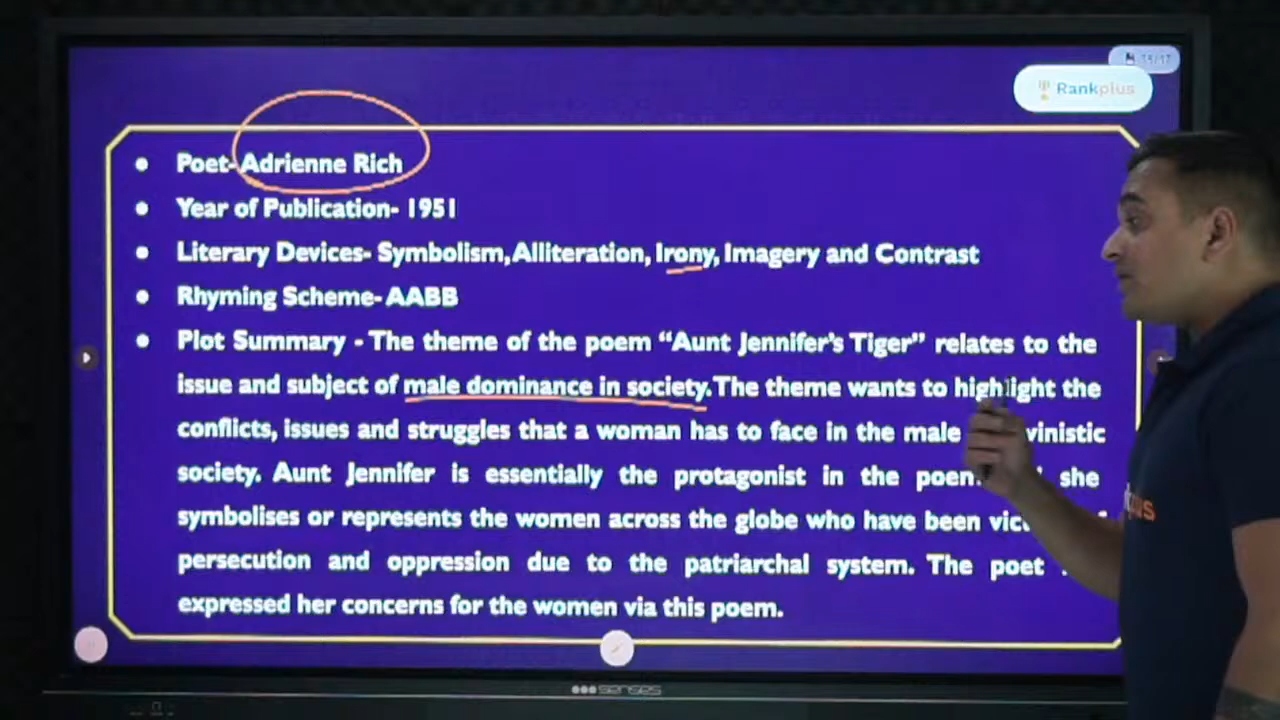 Rankplus
Poet- Adrienne Rich
Year of Publication- 1951
Literary Devices- Symbolism, Alliteration, Irony, Imagery and Contrast
Rhyming Scheme- AABB
Plot Summary - The theme of the poem “Aunt Jennifer’s Tiger” relates to the
issue and subject of male dominance in society. The theme wants to highlight the
conflicts, issues and struggles that a woman has to face in the male
society. Aunt Jennifer is essentially the protagonist in the poem she
symbolises or represents the women across the globe who have been
persecution and oppression due to the patriarchal system. The poet
expressed her concerns for the women via this poem.
senses